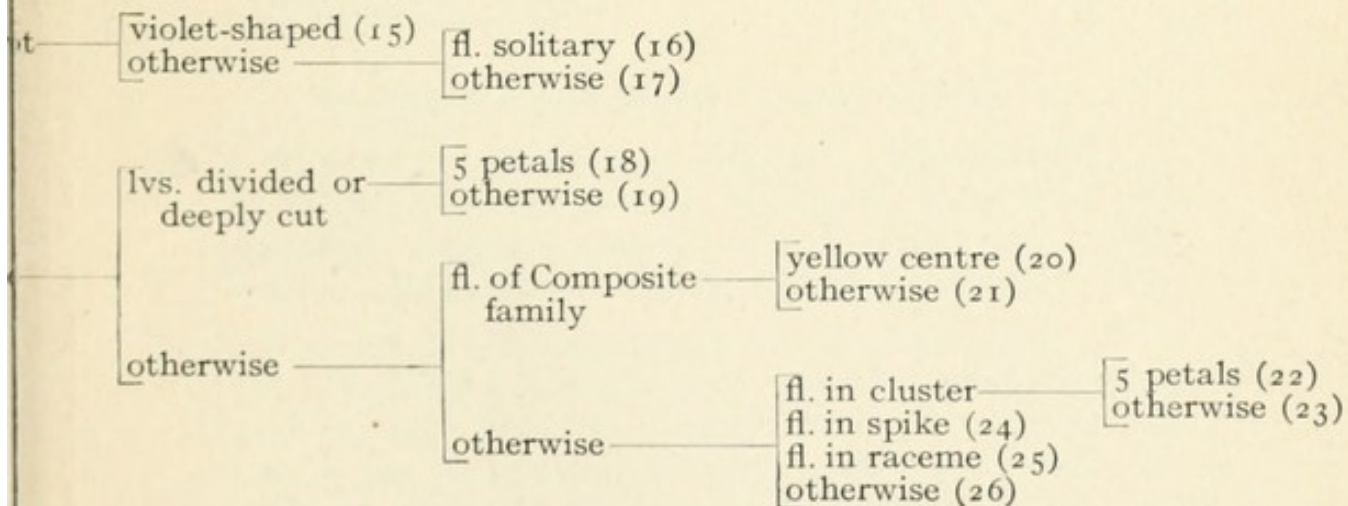 violet-shaped (15)
otherwise
fl. solitary (16)
otherwise (17)
lvs. divided or
deeply cut
5 petals (18)
otherwise (19)
otherwise
fl. of Composite
family
yellow centre (20)
otherwise (21)
otherwise
fl. in cluster
fl. in spike (24)
fl. in raceme (25)
otherwise (26)
5 petals (22)
otherwise (23)